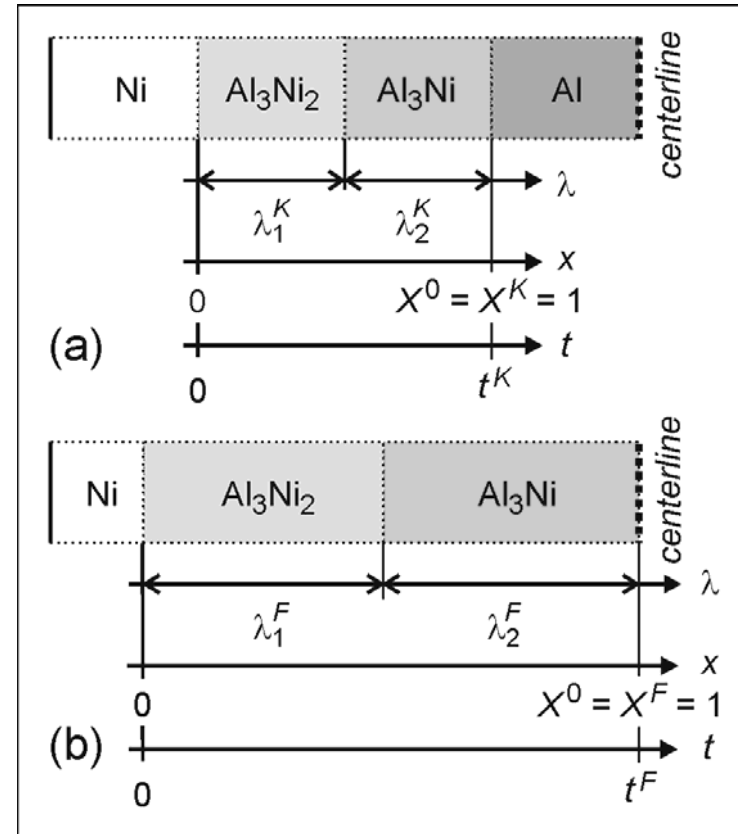 Ni Al₃Ni₂ Al₃Ni Al centerline
λ
λ₁ᴷ λ₂ᴷ
x
0 X⁰ = Xᴷ = 1
(a) t
0 tᴷ
Ni Al₃Ni₂ Al₃Ni centerline
λ
λ₁ᶠ λ₂ᶠ
x
0 X⁰ = Xᶠ = 1
(b) t
0 tᶠ